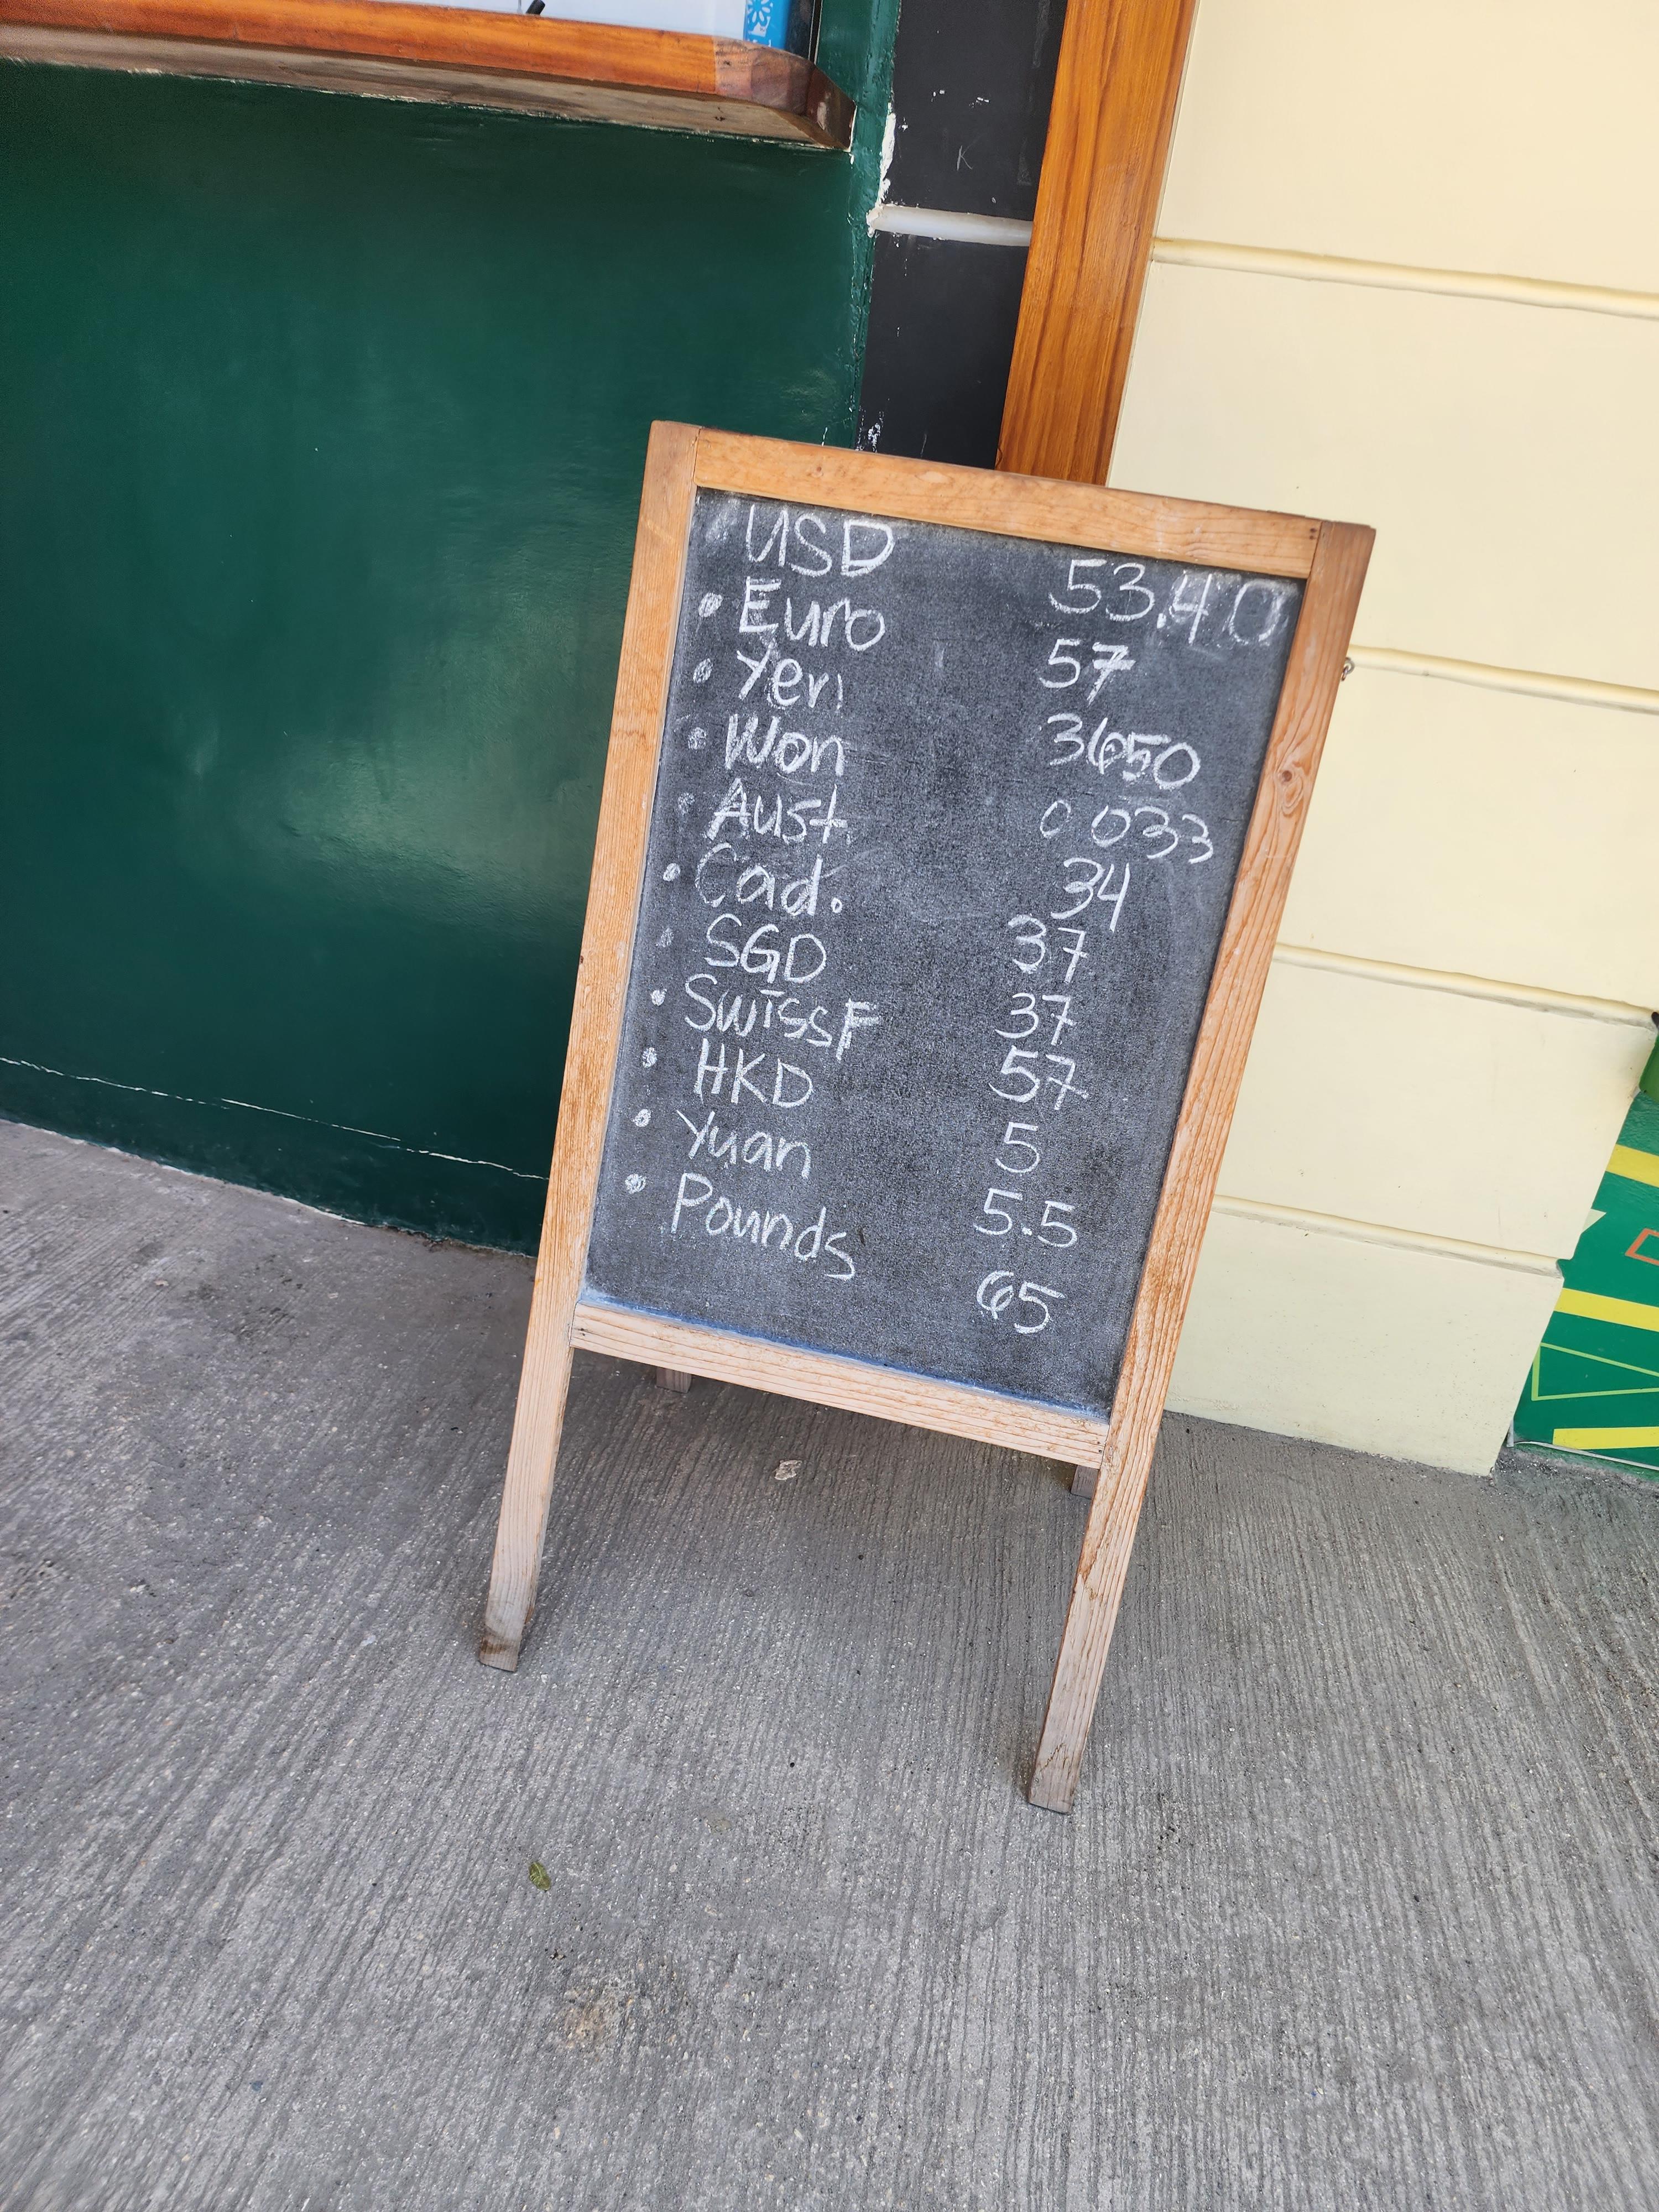 USD 53.40
• Euro 57
• Yen 3650
• Won 0 033
• Aust. 34
• Cad. 37
• SGD 37
• SwissF 57
• HKD 5
• Yuan 5.5
• Pounds 65
K